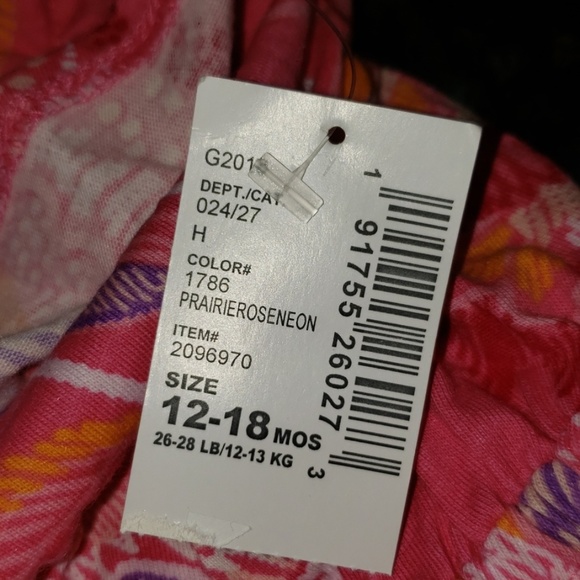 DEPT./CAT.
024/27
H
COLOR#
1786
PRAIRIEROSENEON
ITEM#
2096970
SIZE
12-18 MOS
26-28 LB/12-13 KG
1 91755 26027 3